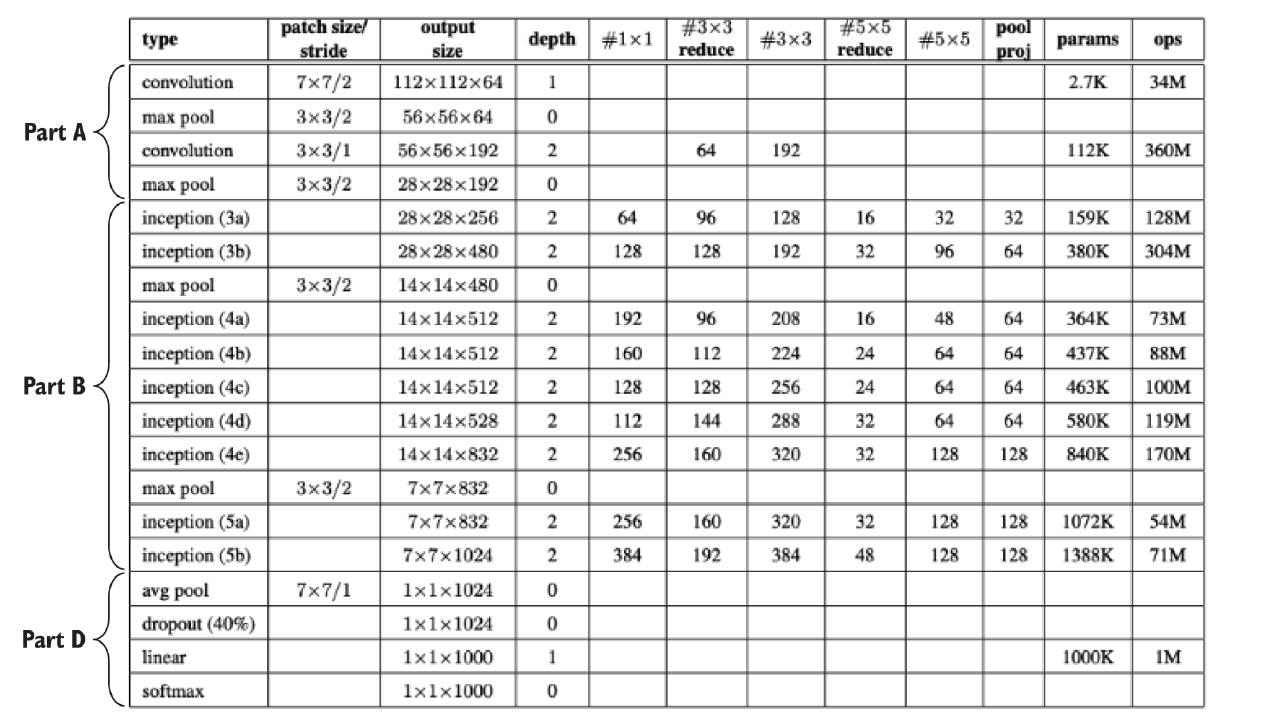 type patch size/ stride output size depth #1×1 #3×3 reduce #3×3 #5×5 reduce #5×5 pool proj params ops
Part A
convolution 7×7/2 112×112×64 1 2.7K 34M
max pool 3×3/2 56×56×64 0
convolution 3×3/1 56×56×192 2 64 192 112K 360M
max pool 3×3/2 28×28×192 0
Part B
inception (3a) 28×28×256 2 64 96 128 16 32 32 159K 128M
inception (3b) 28×28×480 2 128 128 192 32 96 64 380K 304M
max pool 3×3/2 14×14×480 0
inception (4a) 14×14×512 2 192 96 208 16 48 64 364K 73M
inception (4b) 14×14×512 2 160 112 224 24 64 64 437K 88M
inception (4c) 14×14×512 2 128 128 256 24 64 64 463K 100M
inception (4d) 14×14×528 2 112 144 288 32 64 64 580K 119M
inception (4e) 14×14×832 2 256 160 320 32 128 128 840K 170M
max pool 3×3/2 7×7×832 0
inception (5a) 7×7×832 2 256 160 320 32 128 128 1072K 54M
inception (5b) 7×7×1024 2 384 192 384 48 128 128 1388K 71M
Part D
avg pool 7×7/1 1×1×1024 0
dropout (40%) 1×1×1024 0
linear 1×1×1000 1 1000K 1M
softmax 1×1×1000 0